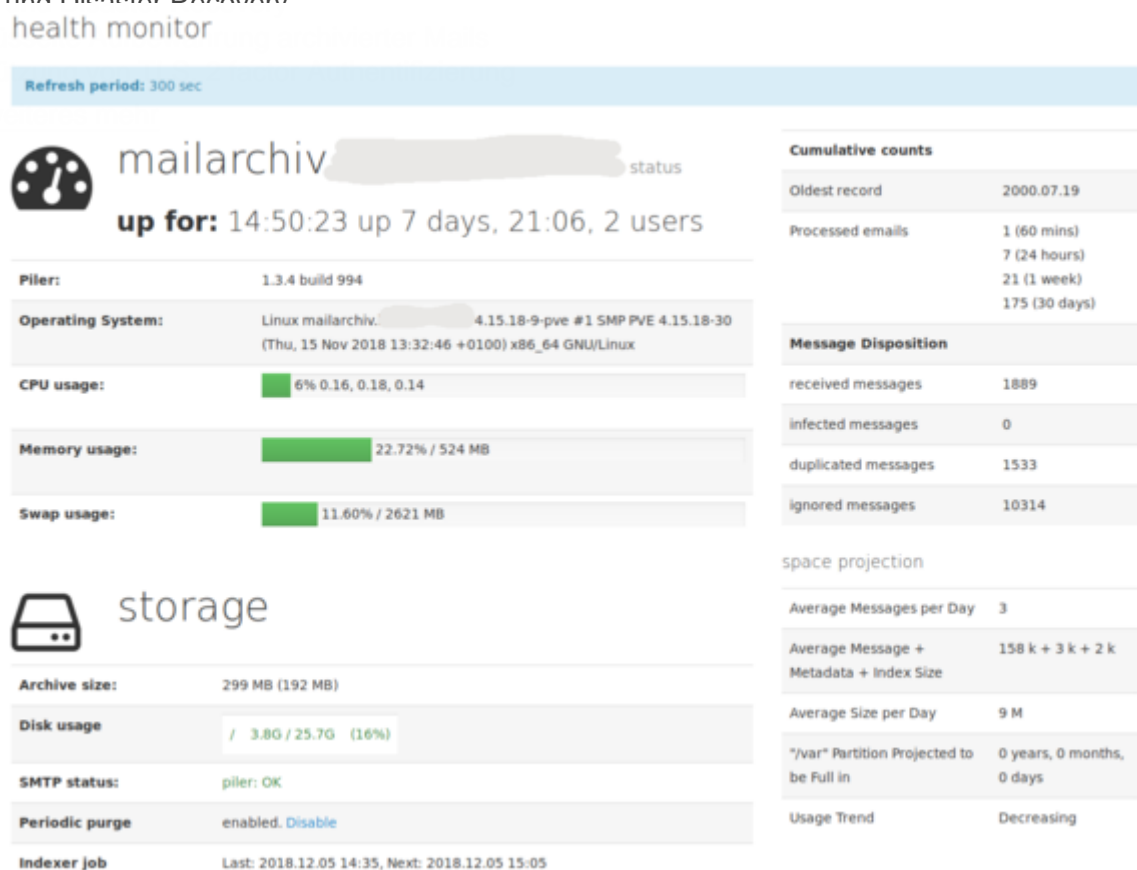 health monitor
Refresh period: 300 sec
mailarchiv
status
up for: 14:50:23 up 7 days, 21:06, 2 users
Piler: 1.3.4 build 994
Operating System: Linux mailarchiv. 4.15.18-9-pve #1 SMP PVE 4.15.18-30
(Thu, 15 Nov 2018 13:32:46 +0100) x86_64 GNU/Linux
CPU usage: 6% 0.16, 0.18, 0.14
Memory usage: 22.72% / 524 MB
Swap usage: 11.60% / 2621 MB
storage
Archive size: 299 MB (192 MB)
Disk usage / 3.8G / 25.7G (16%)
SMTP status: piler: OK
Periodic purge enabled. Disable
Indexer job Last: 2018.12.05 14:35, Next: 2018.12.05 15:05
Cumulative counts
Oldest record 2000.07.19
Processed emails 1 (60 mins)
7 (24 hours)
21 (1 week)
175 (30 days)
Message Disposition
received messages 1889
infected messages 0
duplicated messages 1533
ignored messages 10314
space projection
Average Messages per Day 3
Average Message + 158 k + 3 k + 2 k
Metadata + Index Size
Average Size per Day 9 M
"/var" Partition Projected to 0 years, 0 months,
be Full in 0 days
Usage Trend Decreasing